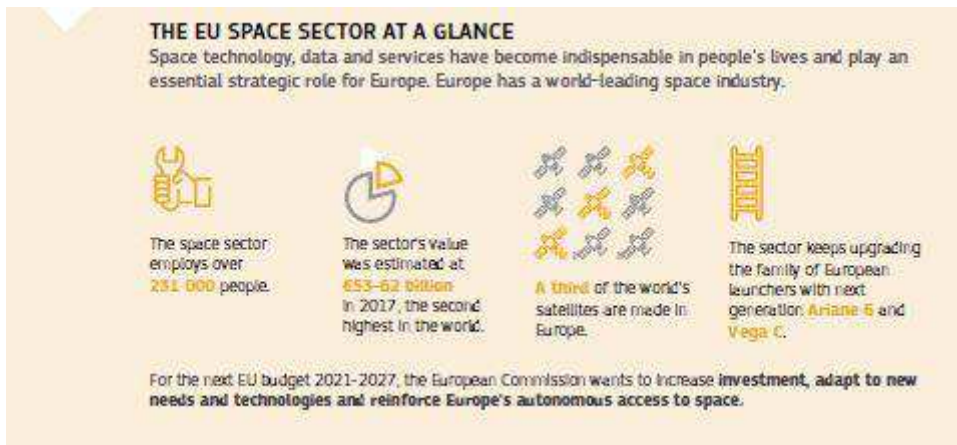 THE EU SPACE SECTOR AT A GLANCE
Space technology, data and services have become indispensable in people's lives and play an
essential strategic role for Europe. Europe has a world-leading space industry.
The space sector
employs over
231 000 people.
The sector's value
was estimated at
€53-62 billion
in 2017, the second
highest in the world.
A third of the world's
satellites are made in
Europe.
The sector keeps upgrading
the family of European
launchers with next
generation Ariane 6 and
Vega C.
For the next EU budget 2021-2027, the European Commission wants to increase investment, adapt to new
needs and technologies and reinforce Europe's autonomous access to space.